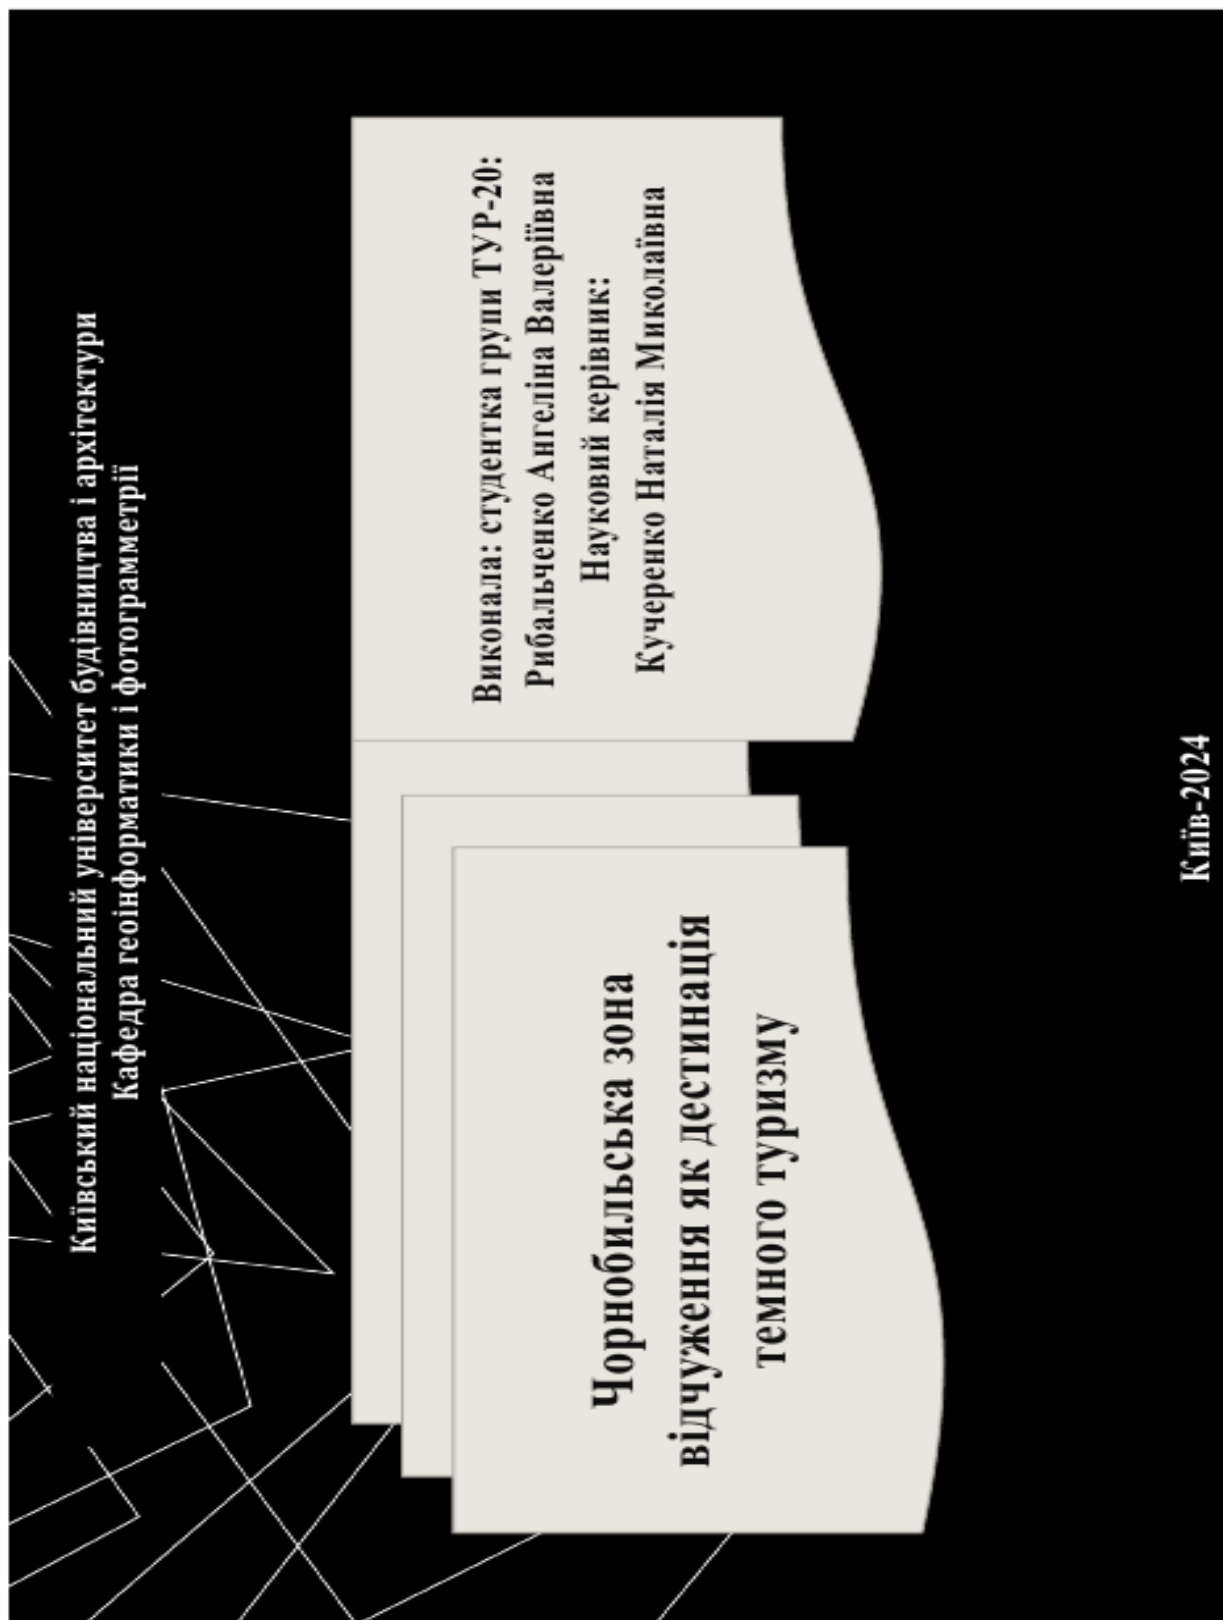 Київський національний університет будівництва і архітектури
Кафедра геоінформатики і фотограмметрії
Чорнобильська зона
відчуження як дестинація
темного туризму
Виконала: студентка групи ТУР-20:
Рибальченко Ангеліна Валеріївна
Науковий керівник:
Кучеренко Наталія Миколаївна
Київ-2024